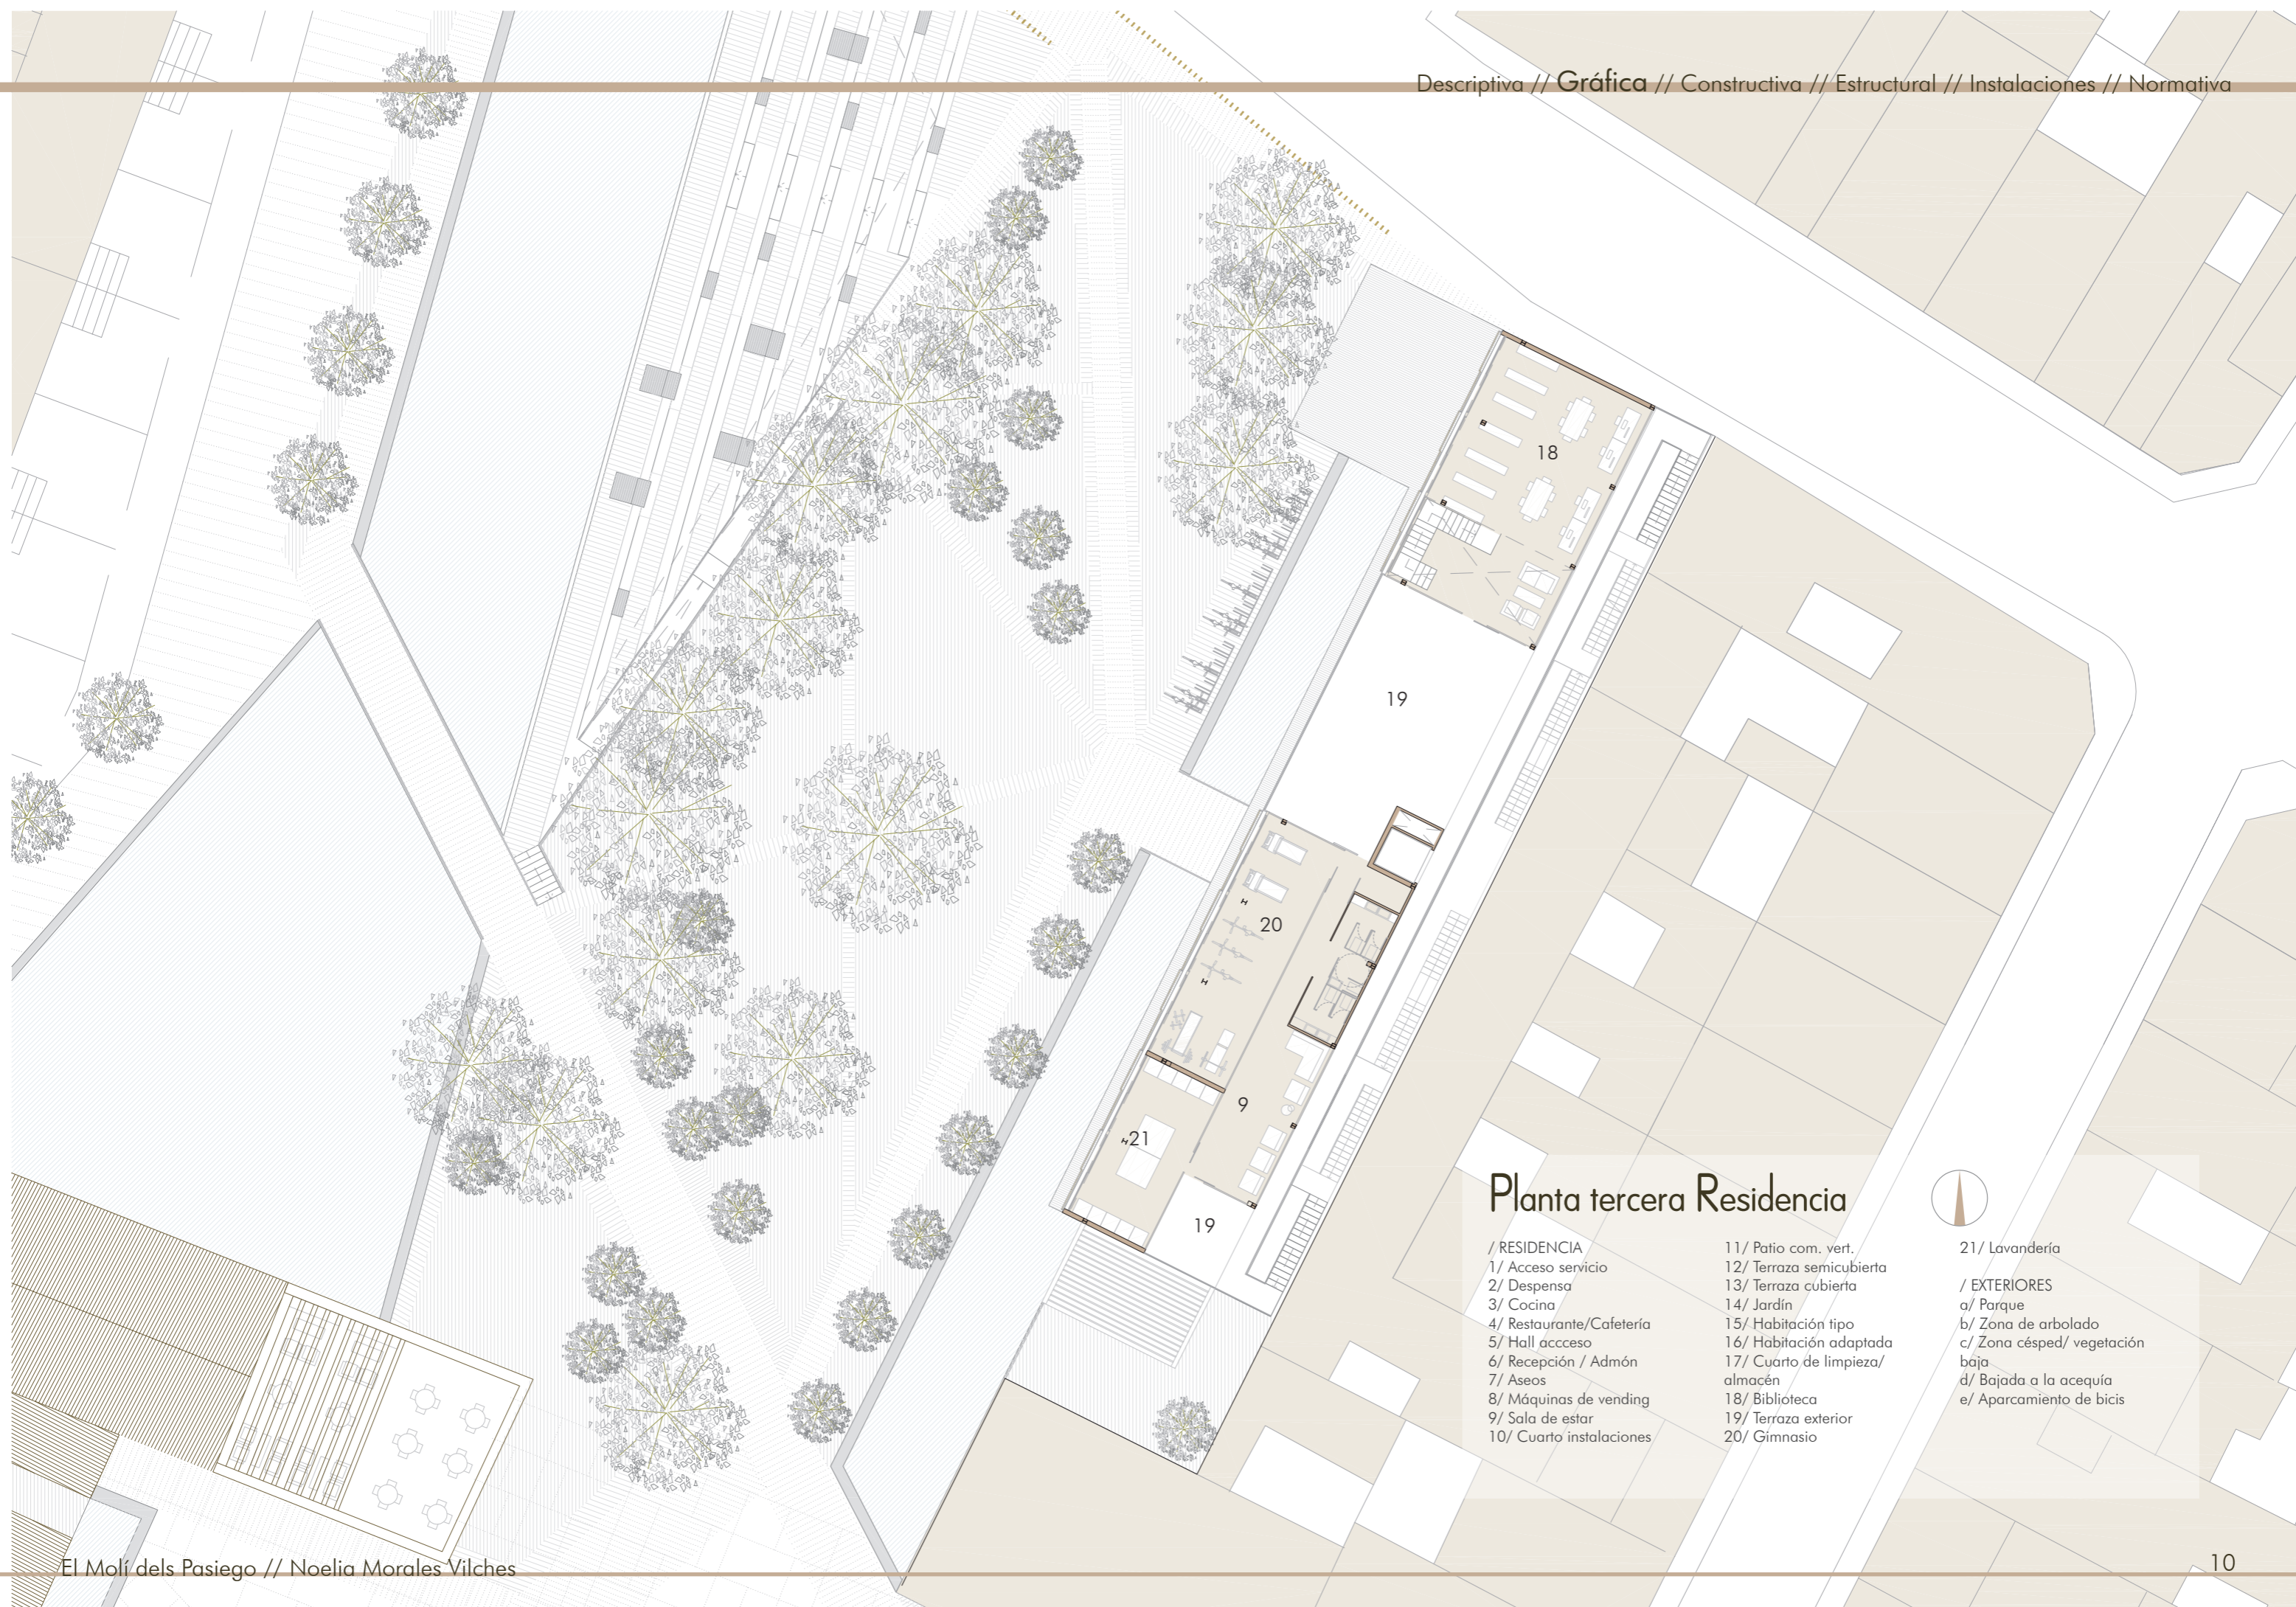 Descriptiva // Gráfica // Constructiva // Estructural // Instalaciones // Normativa
18
19
20
9
21
19
Planta tercera Residencia
/ RESIDENCIA
1/ Acceso servicio
2/ Despensa
3/ Cocina
4/ Restaurante/Cafetería
5/ Hall accceso
6/ Recepción / Admón
7/ Aseos
8/ Máquinas de vending
9/ Sala de estar
10/ Cuarto instalaciones
11/ Patio com. vert.
12/ Terraza semicubierta
13/ Terraza cubierta
14/ Jardín
15/ Habitación tipo
16/ Habitación adaptada
17/ Cuarto de limpieza/
almacén
18/ Biblioteca
19/ Terraza exterior
20/ Gimnasio
21/ Lavandería
/ EXTERIORES
a/ Parque
b/ Zona de arbolado
c/ Zona césped/ vegetación
baja
d/ Bajada a la acequía
e/ Aparcamiento de bicis
El Molí dels Pasiego // Noelia Morales Vilches
10